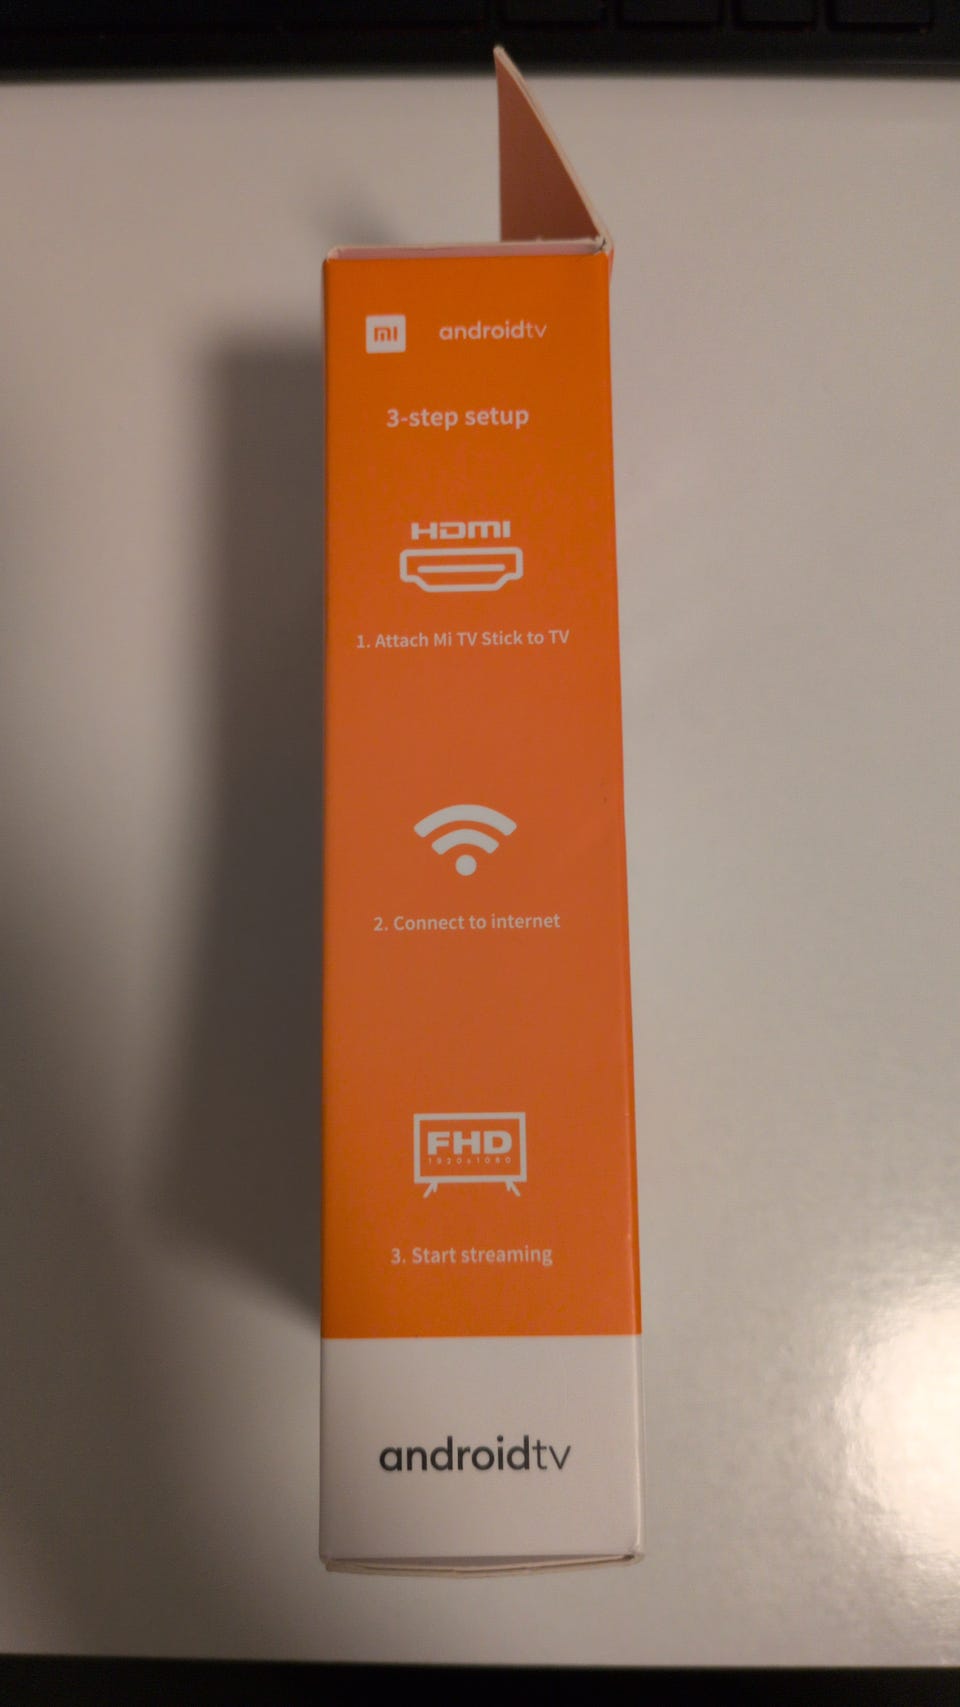 mi androidtv
3-step setup
HDMI
1. Attach Mi TV Stick to TV
2. Connect to internet
FHD
1920x1080
3. Start streaming
androidtv